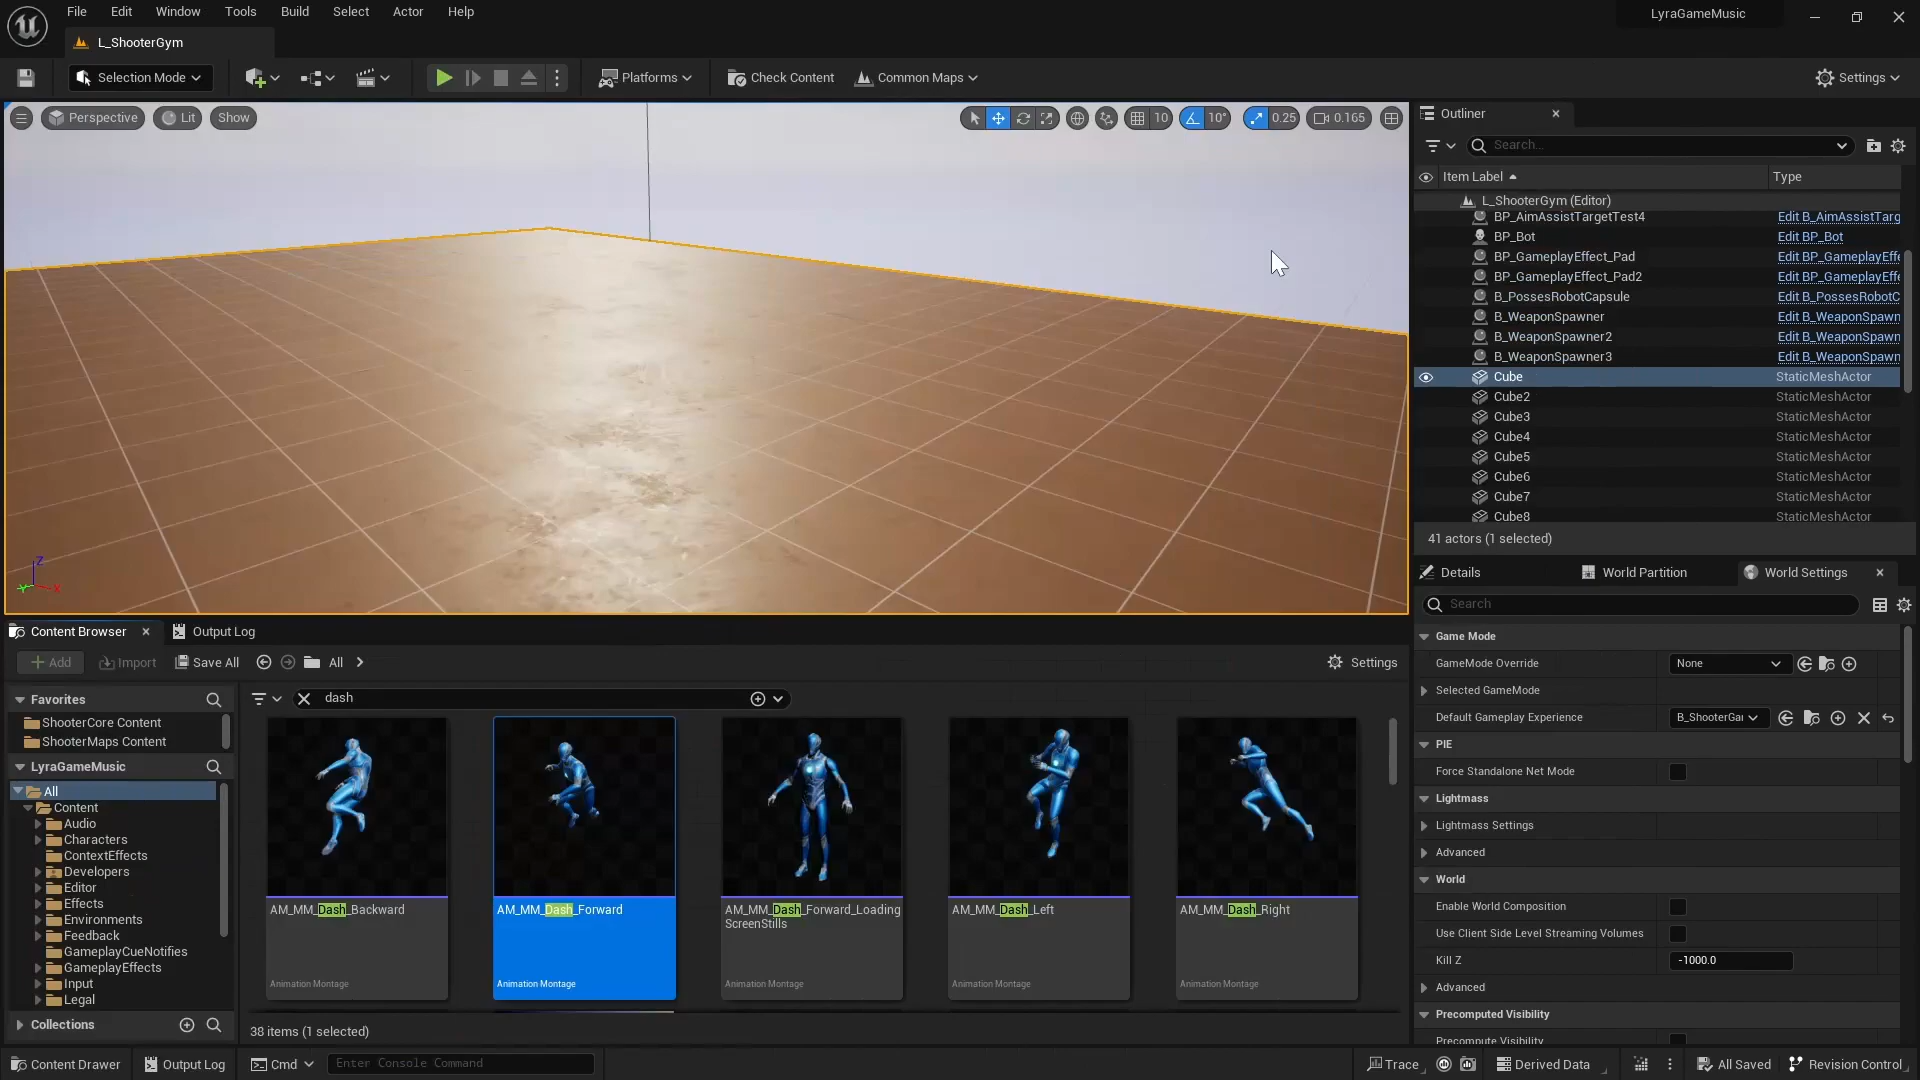 File Edit Window Tools Build Select Actor Help
LyraGameMusic
L_ShooterGym
Selection Mode
Platforms
Check Content
Common Maps
Settings
Perspective
Lit
Show
10
10°
0.25
0.165
Outliner
Search...
Item Label
Type
L_ShooterGym (Editor)
BP_AimAssistTargetTest4 Edit B_AimAssistTarg
BP_Bot Edit BP_Bot
BP_GameplayEffect_Pad Edit BP_GameplayEffe
BP_GameplayEffect_Pad2 Edit BP_GameplayEffe
B_PossesRobotCapsule Edit B_PossesRobotC
B_WeaponSpawner Edit B_WeaponSpawn
B_WeaponSpawner2 Edit B_WeaponSpawn
B_WeaponSpawner3 Edit B_WeaponSpawn
Cube StaticMeshActor
Cube2 StaticMeshActor
Cube3 StaticMeshActor
Cube4 StaticMeshActor
Cube5 StaticMeshActor
Cube6 StaticMeshActor
Cube7 StaticMeshActor
Cube8 StaticMeshActor
41 actors (1 selected)
Details
World Partition
World Settings
Search
Game Mode
GameMode Override None
Selected GameMode
Default Gameplay Experience B_ShooterGar
PIE
Force Standalone Net Mode
Lightmass
Lightmass Settings
Advanced
World
Enable World Composition
Use Client Side Level Streaming Volumes
Kill Z -1000.0
Advanced
Precomputed Visibility
Precompute Visibility
Z
Y
X
Content Browser
Output Log
Add
Import
Save All
All
Settings
Favorites
ShooterCore Content
ShooterMaps Content
LyraGameMusic
All
Content
Audio
Characters
ContextEffects
Developers
Editor
Effects
Environments
Feedback
GameplayCueNotifies
GameplayEffects
Input
Legal
Collections
dash
AM_MM_Dash_Backward
Animation Montage
AM_MM_Dash_Forward
Animation Montage
AM_MM_Dash_Forward_Loading
ScreenStills
Animation Montage
AM_MM_Dash_Left
Animation Montage
AM_MM_Dash_Right
Animation Montage
38 items (1 selected)
Content Drawer
Output Log
Cmd
Enter Console Command
Trace
Derived Data
All Saved
Revision Control